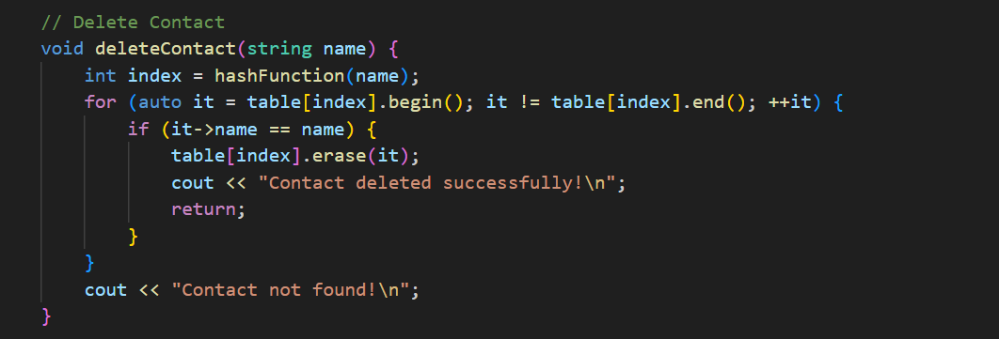 // Delete Contact
void deleteContact(string name) {
    int index = hashFunction(name);
    for (auto it = table[index].begin(); it != table[index].end(); ++it) {
        if (it->name == name) {
            table[index].erase(it);
            cout << "Contact deleted successfully!\n";
            return;
        }
    }
    cout << "Contact not found!\n";
}